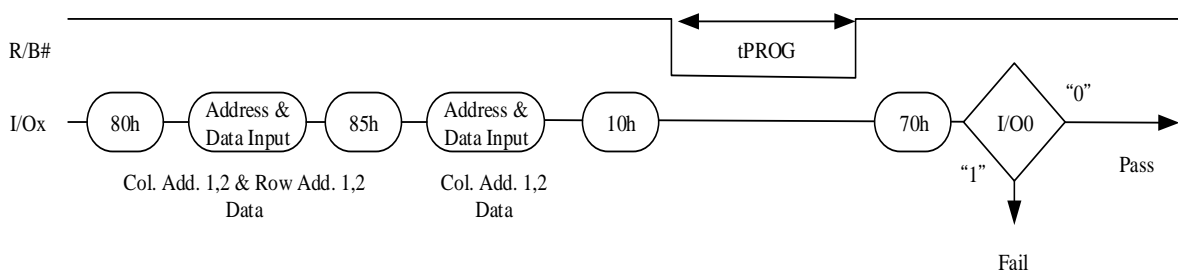 R/B#
tPROG
I/Ox
80h
Address &
Data Input
85h
Address &
Data Input
10h
70h
I/O0
“0”
“1”
Pass
Col. Add. 1,2 & Row Add. 1,2
Data
Col. Add. 1,2
Data
Fail